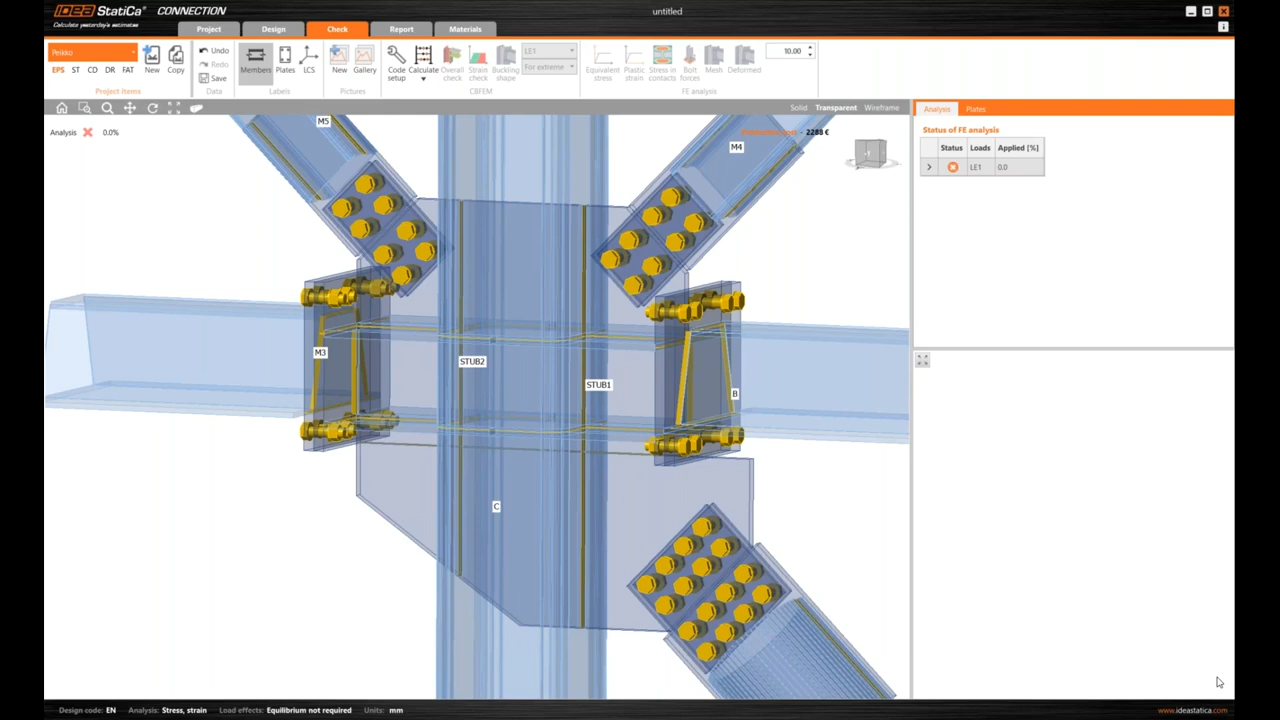 IDEA StatiCa® CONNECTION
Calculate yesterday's estimates
untitled
Project Design Check Report Materials
Peikko
EPS ST CD DR FAT
New Copy
Project items
Undo
Redo
Save
Data
Members Plates LCS
Labels
New Gallery
Pictures
Code setup
Calculate
Overall check
Strain check
Buckling shape
LE1
For extreme
CBFEM
Equivalent stress
Plastic strain
Stress in contacts
Bolt forces
Mesh
Deformed
FE analysis
10.00
Solid Transparent Wireframe
Analysis 0.0%
- 2288 €
M5
M4
M3
STUB2
STUB1
B
C
Analysis Plates
Status of FE analysis
Status Loads Applied [%]
LE1 0.0
Design code: EN Analysis: Stress, strain Load effects: Equilibrium not required Units: mm
www.ideastatica.com